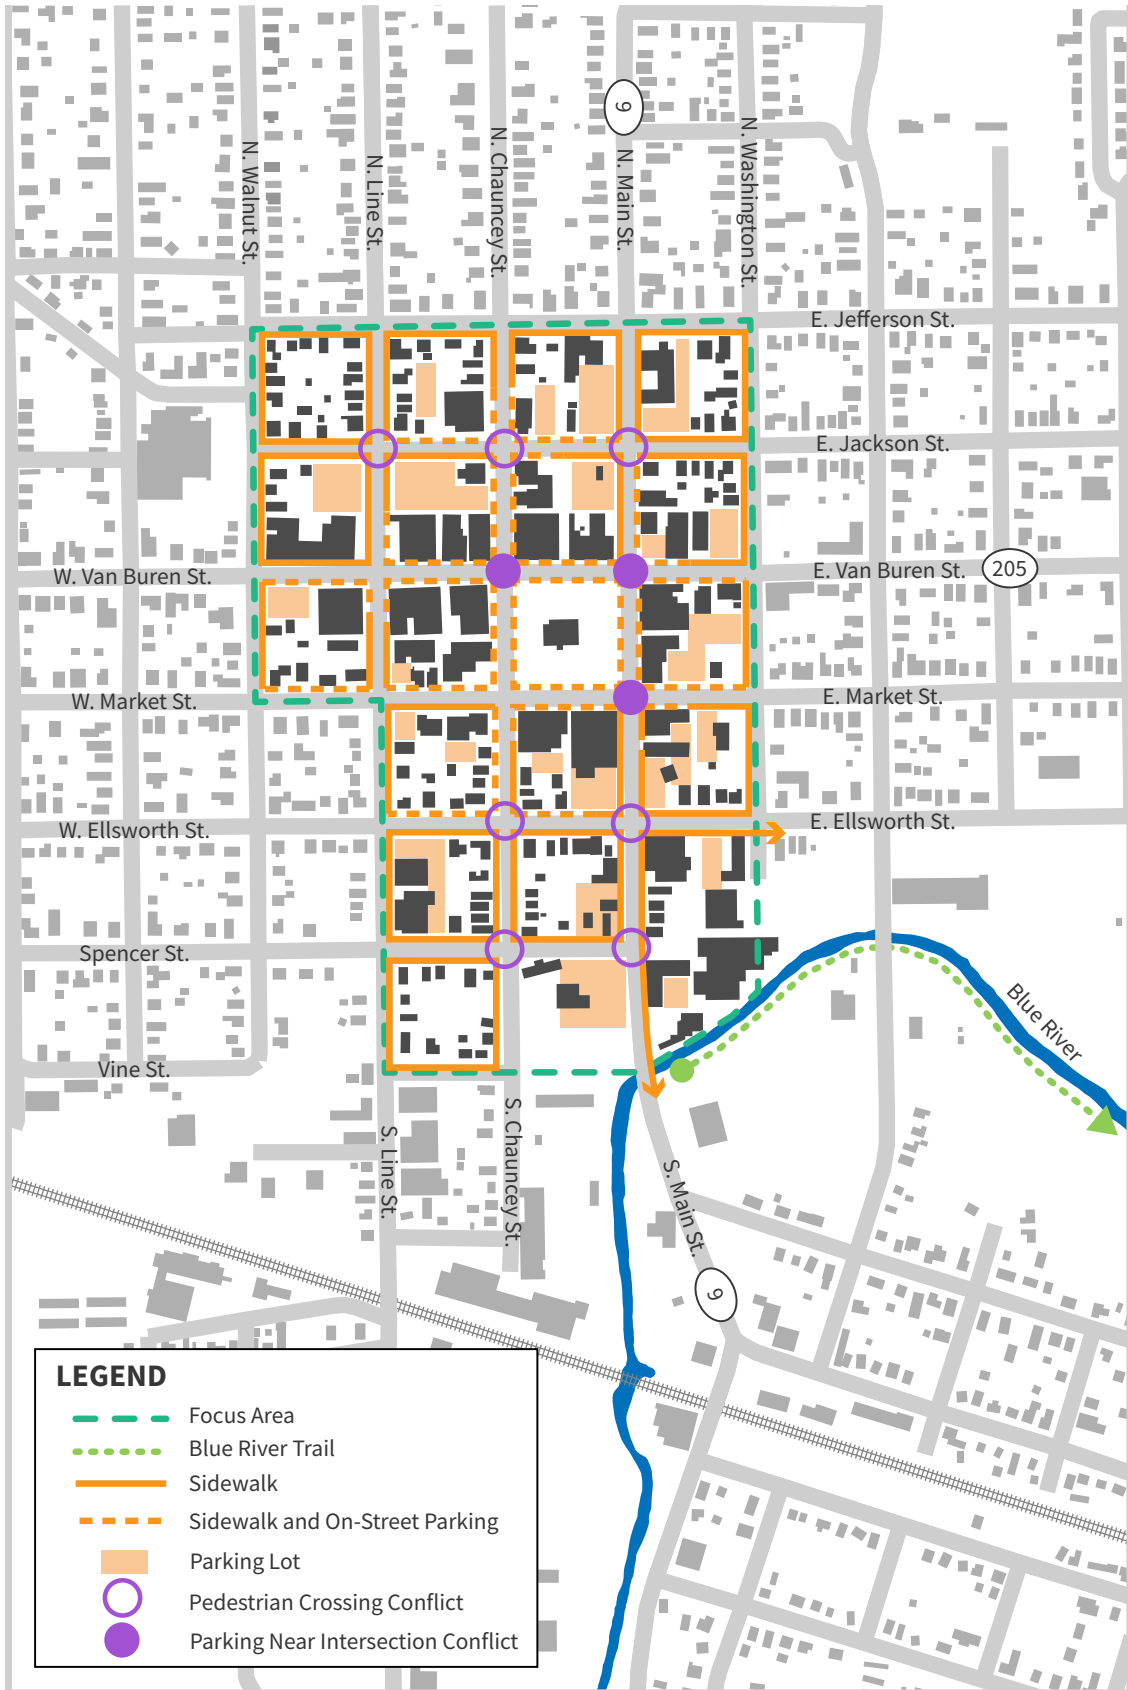 9
N. Walnut St.
N. Line St.
N. Chauncey St.
N. Main St.
N. Washington St.
E. Jefferson St.
E. Jackson St.
W. Van Buren St.
E. Van Buren St.
205
W. Market St.
E. Market St.
W. Ellsworth St.
E. Ellsworth St.
Spencer St.
Blue River
Vine St.
S. Line St.
S. Chauncey St.
S. Main St.
9
LEGEND
Focus Area
Blue River Trail
Sidewalk
Sidewalk and On-Street Parking
Parking Lot
Pedestrian Crossing Conflict
Parking Near Intersection Conflict